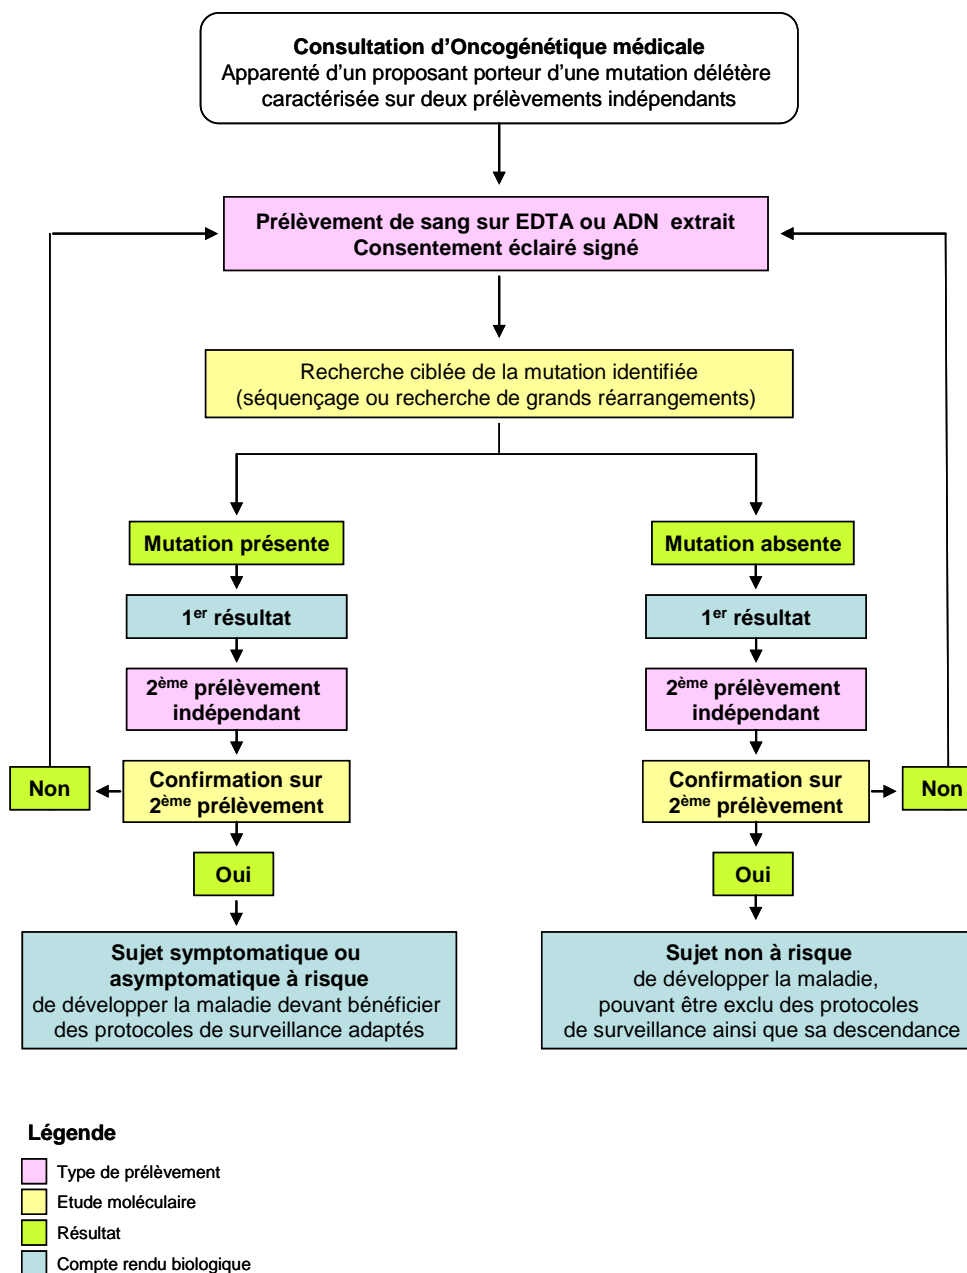 Consultation d'Oncogénétique médicale
Apparenté d'un proposant porteur d'une mutation délétère
caractérisée sur deux prélèvements indépendants
Prélèvement de sang sur EDTA ou ADN extrait
Consentement éclairé signé
Recherche ciblée de la mutation identifiée
(séquençage ou recherche de grands réarrangements)
Mutation présente
1er résultat
2ème prélèvement
indépendant
Confirmation sur
2ème prélèvement
Non
Oui
Sujet symptomatique ou
asymptomatique à risque
de développer la maladie devant bénéficier
des protocoles de surveillance adaptés
Mutation absente
1er résultat
2ème prélèvement
indépendant
Confirmation sur
2ème prélèvement
Non
Oui
Sujet non à risque
de développer la maladie,
pouvant être exclu des protocoles
de surveillance ainsi que sa descendance
Légende
Type de prélèvement
Etude moléculaire
Résultat
Compte rendu biologique